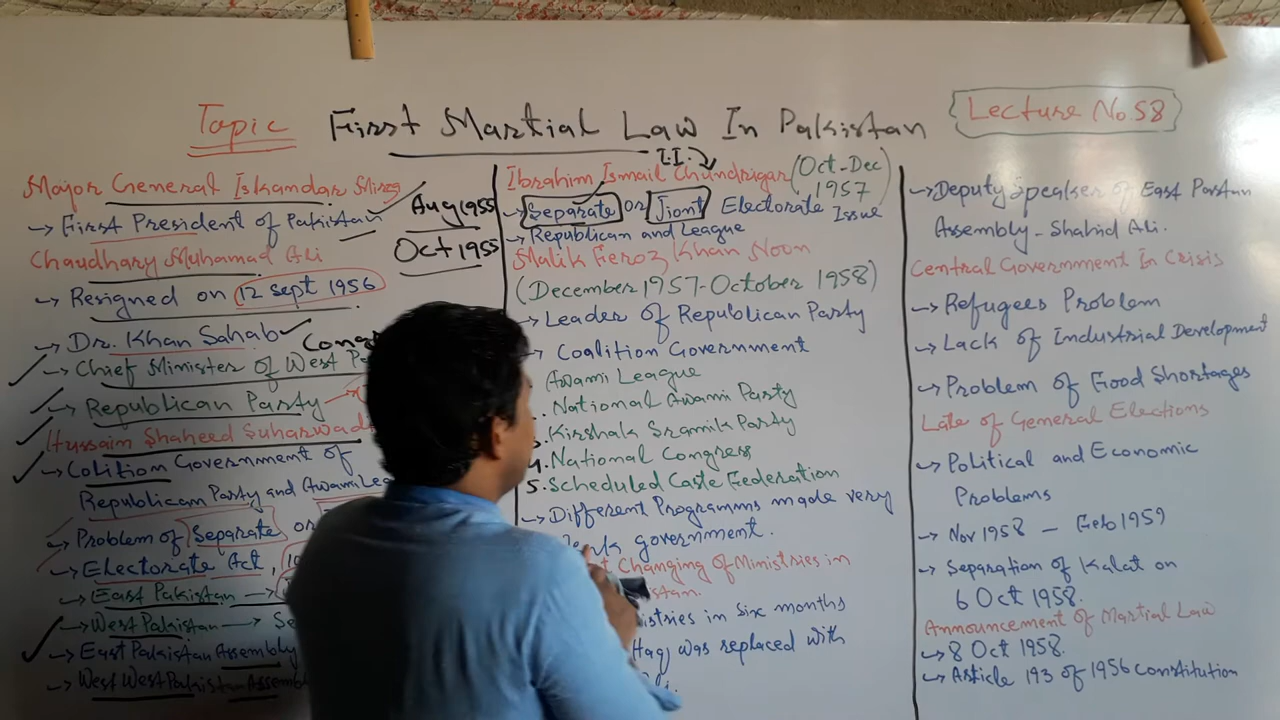 Topic First Martial Law In Pakistan
Lecture No.58
Major General Iskandar Mirza
→ First President of Pakistan
Aug 1955
Oct 1955
Chaudhary Muhamad Ali
→ Resigned on 12 sept 1956
→ Dr. Khan Sahab
→ Chief Minister of West
→ Republican Party
Hussain Shaheed
→ Colition Government of
Republican Party and Awami
→ Problem of Separate or
→ Electorate Act,
→ East Pakistan →
→ West Pakistan →
→ East Pakistan Assembly
→ West West Pakistan
I.I.
Ibrahim Ismail Chundrigar (Oct-Dec
1957)
→ Separate or Jiont Electorate Issue
→ Republican and League
Malik Feroz Khan Noon
(December 1957-October 1958)
→ Leader of Republican Party
→ Coalition Government
Awami League
National Awami Party
Kirshak Sramik Party
4. National Congress
5. Scheduled Caste Federation
→ Different Programms made very
government.
Changing of Ministries in
in Six months
was replaced with
→ Deputy Speaker of East
Assembly - Shahid Ali.
Central Government In Crisis
→ Refugees Problem
→ Lack of Industrial Development
→ Problem of Food Shortages
Late of General Elections
→ Political and Economic
Problems
→ Nov 1958 - Feb 1959
→ Separation of Kalat on
6 Oct 1958.
Announcement of Martial Law
→ 8 Oct 1958.
→ Article 193 of 1956 Constitution